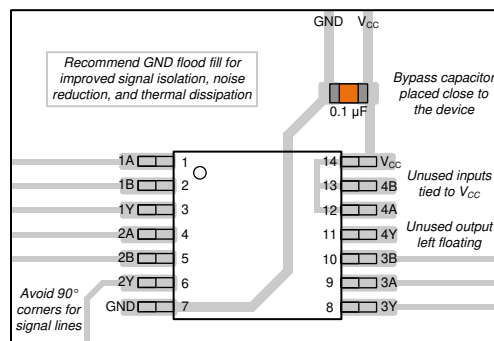 GND VCC
Recommend GND flood fill for
improved signal isolation, noise
reduction, and thermal dissipation
Bypass capacitor
placed close to
the device
0.1 µF
1A 1 14 VCC
1B 2 13 4B
1Y 3 12 4A
2A 4 11 4Y
2B 5 10 3B
2Y 6 9 3A
GND 7 8 3Y
Unused inputs
tied to VCC
Unused output
left floating
Avoid 90°
corners for
signal lines